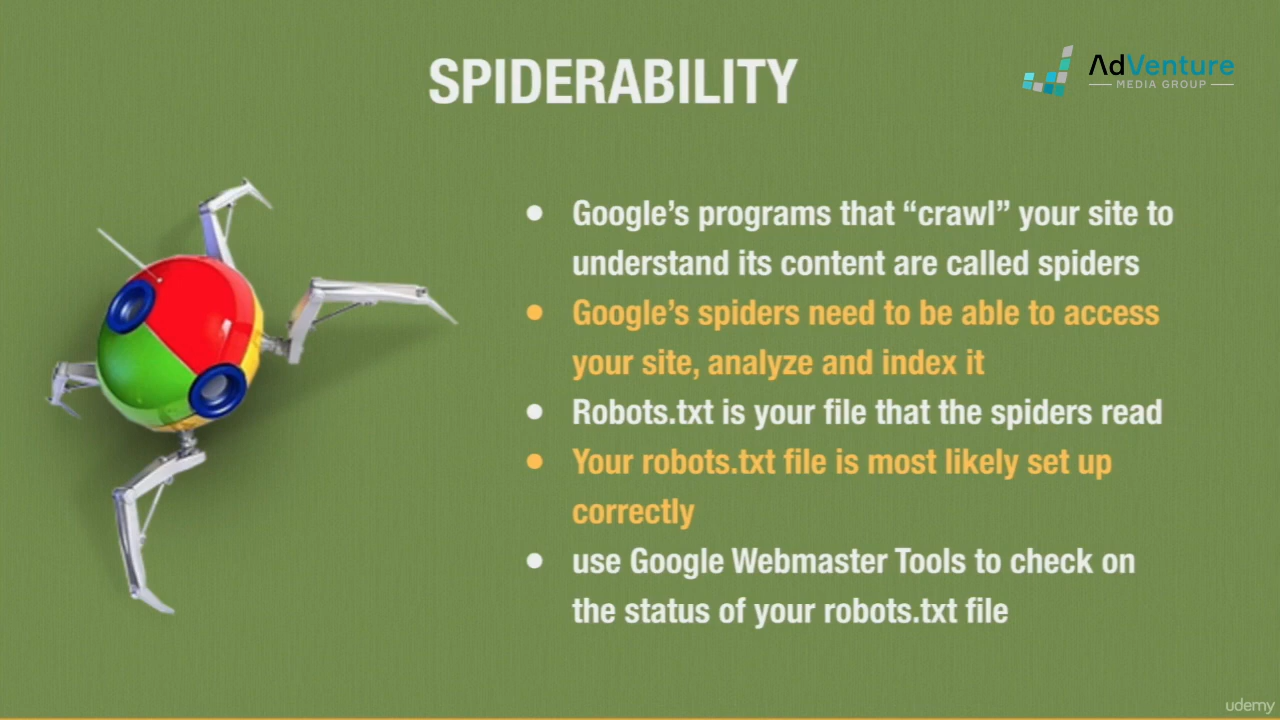 SPIDERABILITY
AdVenture
MEDIA GROUP
• Google’s programs that “crawl” your site to
understand its content are called spiders
• Google’s spiders need to be able to access
your site, analyze and index it
• Robots.txt is your file that the spiders read
• Your robots.txt file is most likely set up
correctly
• use Google Webmaster Tools to check on
the status of your robots.txt file
udemy